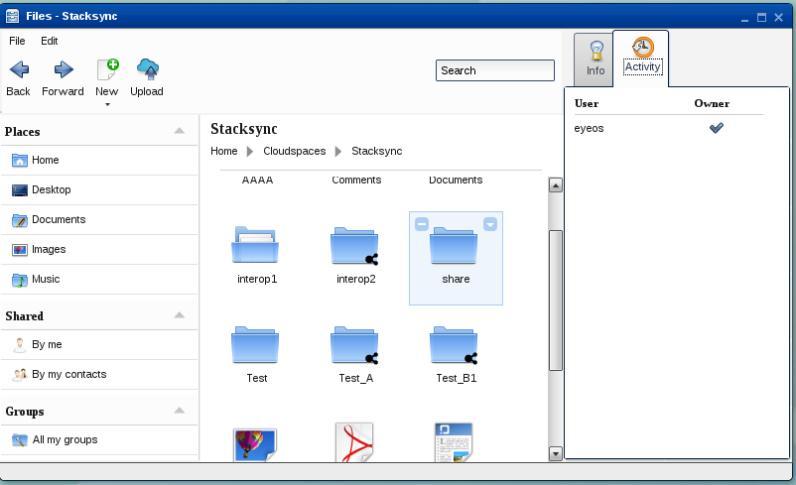 Files - Stacksync
File Edit
Back Forward New Upload
Search
Info
Activity
Places
Home
Desktop
Documents
Images
Music
Shared
By me
By my contacts
Groups
All my groups
Stacksync
Home Cloudspaces Stacksync
AAAA Comments Documents
interop1 interop2 share
Test Test_A Test_B1
User Owner
eyeos